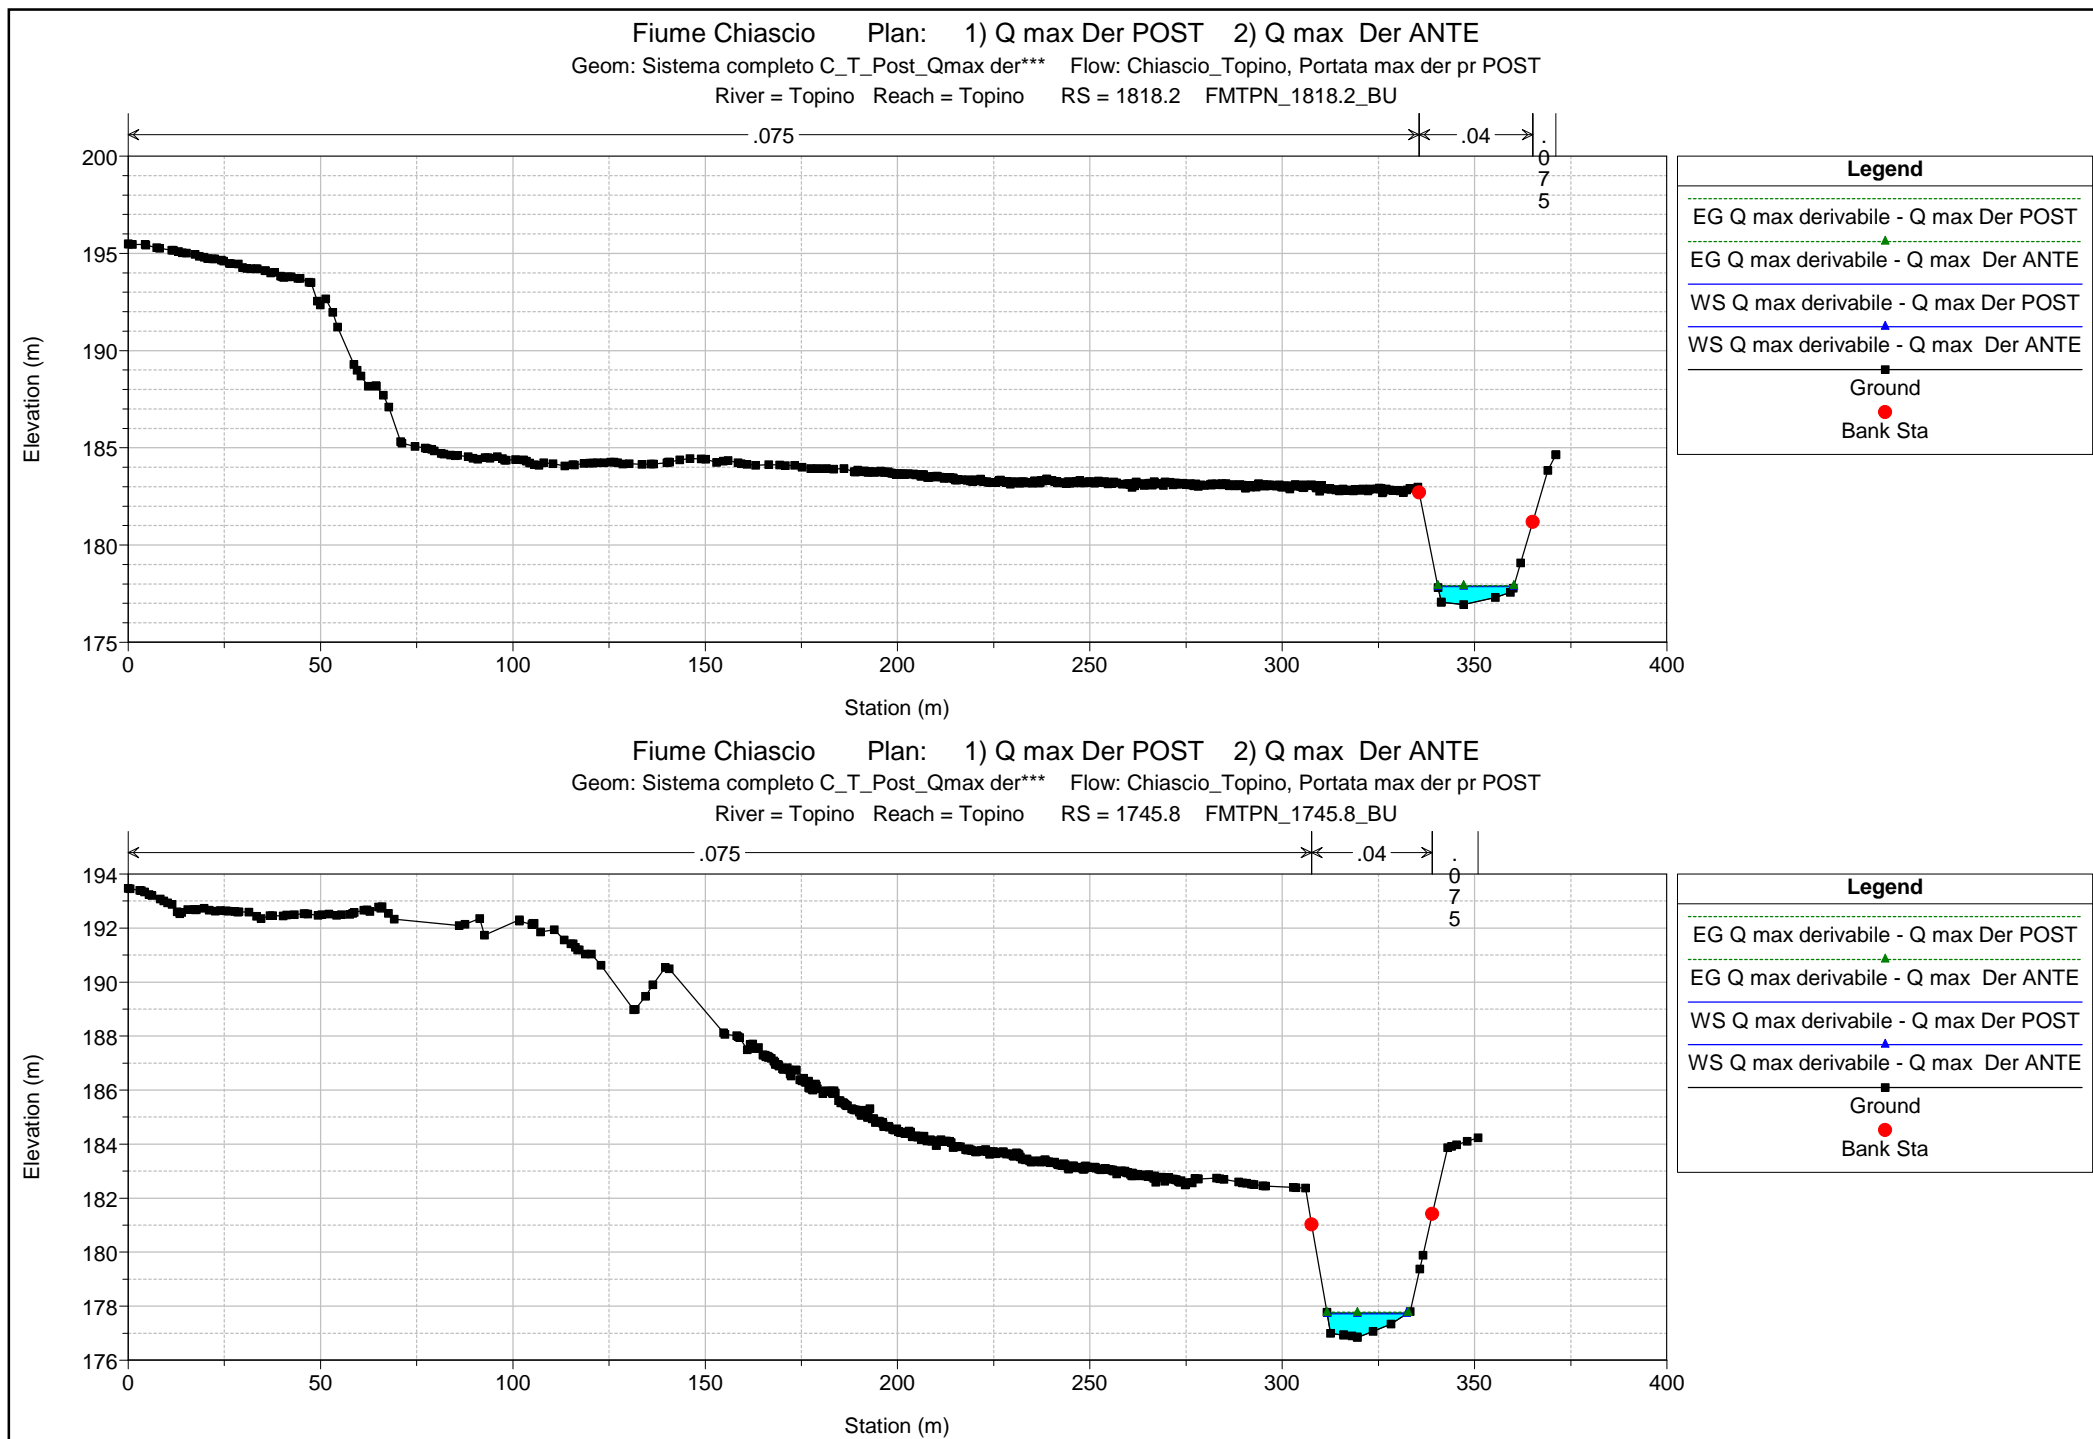 Fiume Chiascio Plan: 1) Q max Der POST 2) Q max Der ANTE
Geom: Sistema completo C_T_Post_Qmax der*** Flow: Chiascio_Topino, Portata max der pr POST
River = Topino Reach = Topino RS = 1818.2 FMTPN_1818.2_BU
.075
.04
.075
200
195
190
185
180
175
Elevation (m)
0 50 100 150 200 250 300 350 400
Station (m)
Legend
EG Q max derivabile - Q max Der POST
EG Q max derivabile - Q max Der ANTE
WS Q max derivabile - Q max Der POST
WS Q max derivabile - Q max Der ANTE
Ground
Bank Sta
Fiume Chiascio Plan: 1) Q max Der POST 2) Q max Der ANTE
Geom: Sistema completo C_T_Post_Qmax der*** Flow: Chiascio_Topino, Portata max der pr POST
River = Topino Reach = Topino RS = 1745.8 FMTPN_1745.8_BU
.075
.04
.075
194
192
190
188
186
184
182
180
178
176
Elevation (m)
0 50 100 150 200 250 300 350 400
Station (m)
Legend
EG Q max derivabile - Q max Der POST
EG Q max derivabile - Q max Der ANTE
WS Q max derivabile - Q max Der POST
WS Q max derivabile - Q max Der ANTE
Ground
Bank Sta